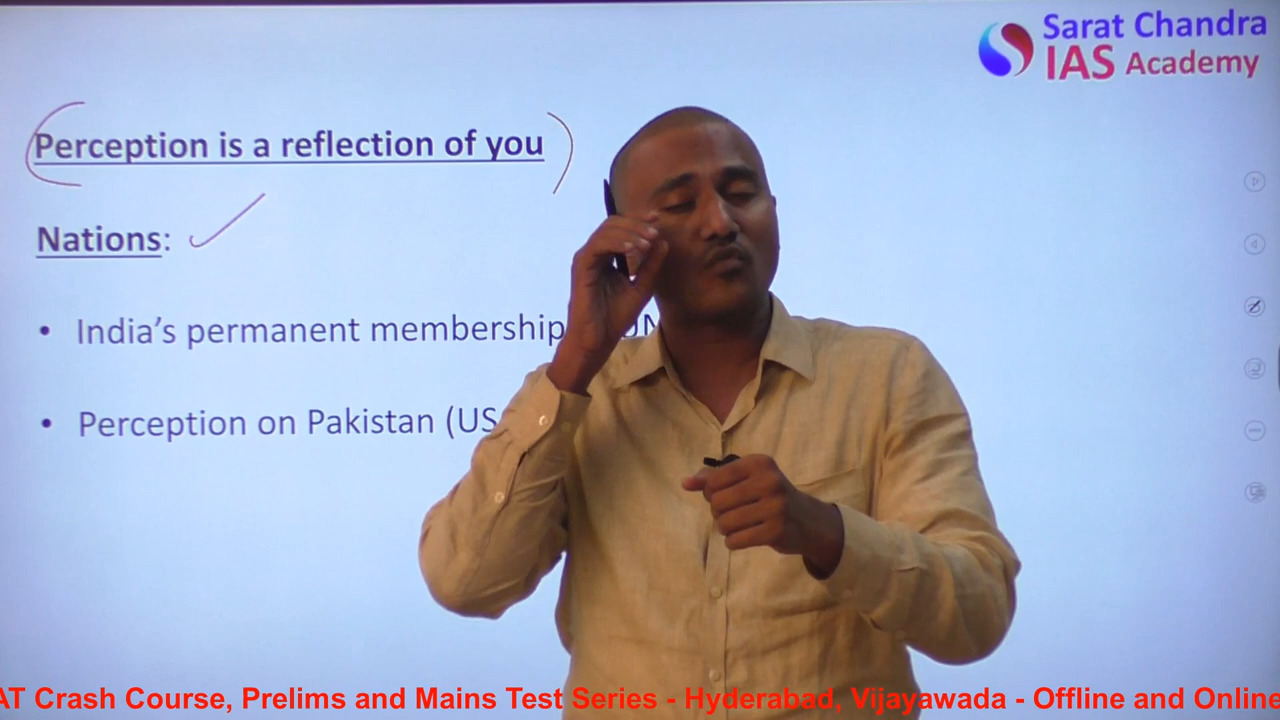 Sarat Chandra
IAS Academy
Perception is a reflection of you
Nations:
• India's permanent membership
• Perception on Pakistan (US
AT Crash Course, Prelims and Mains Test Series - Hyderabad, Vijayawada - Offline and Online